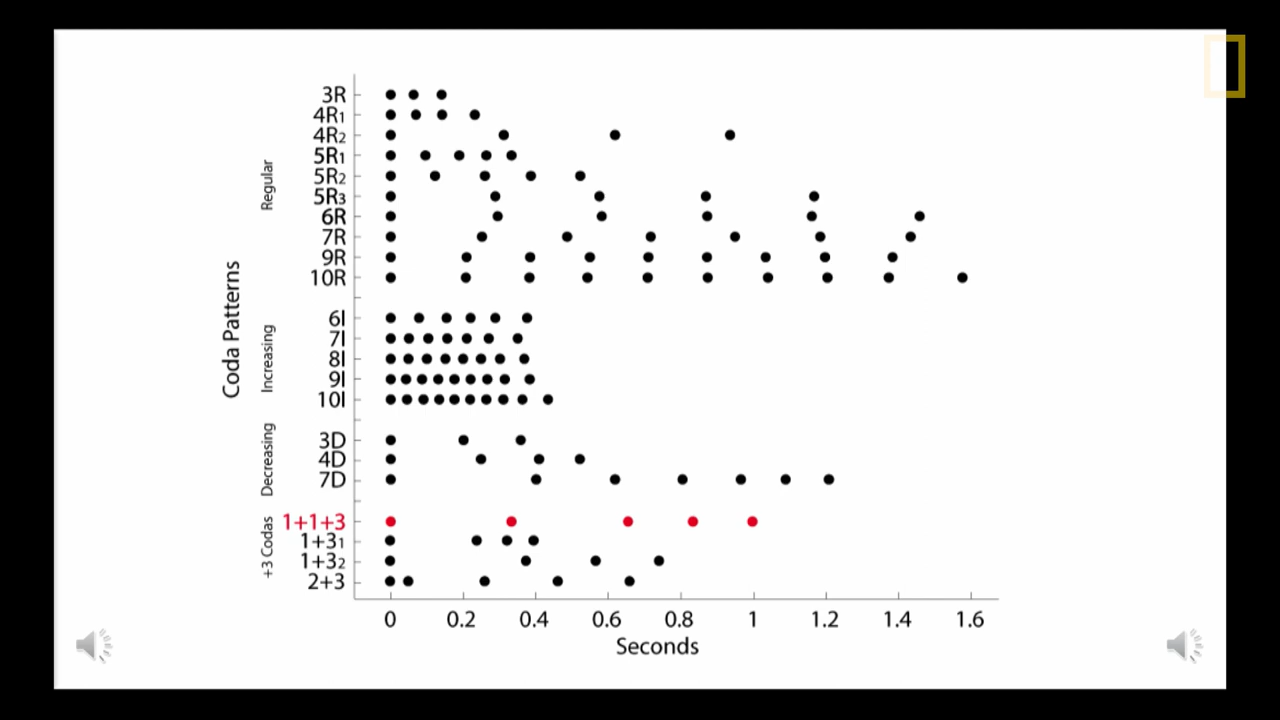 Coda Patterns
Regular
3R
4R₁
4R₂
5R₁
5R₂
5R₃
6R
7R
9R
10R
Increasing
6I
7I
8I
9I
10I
Decreasing
3D
4D
7D
+3 Codas
1+1+3
1+3₁
1+3₂
2+3
0 0.2 0.4 0.6 0.8 1 1.2 1.4 1.6
Seconds